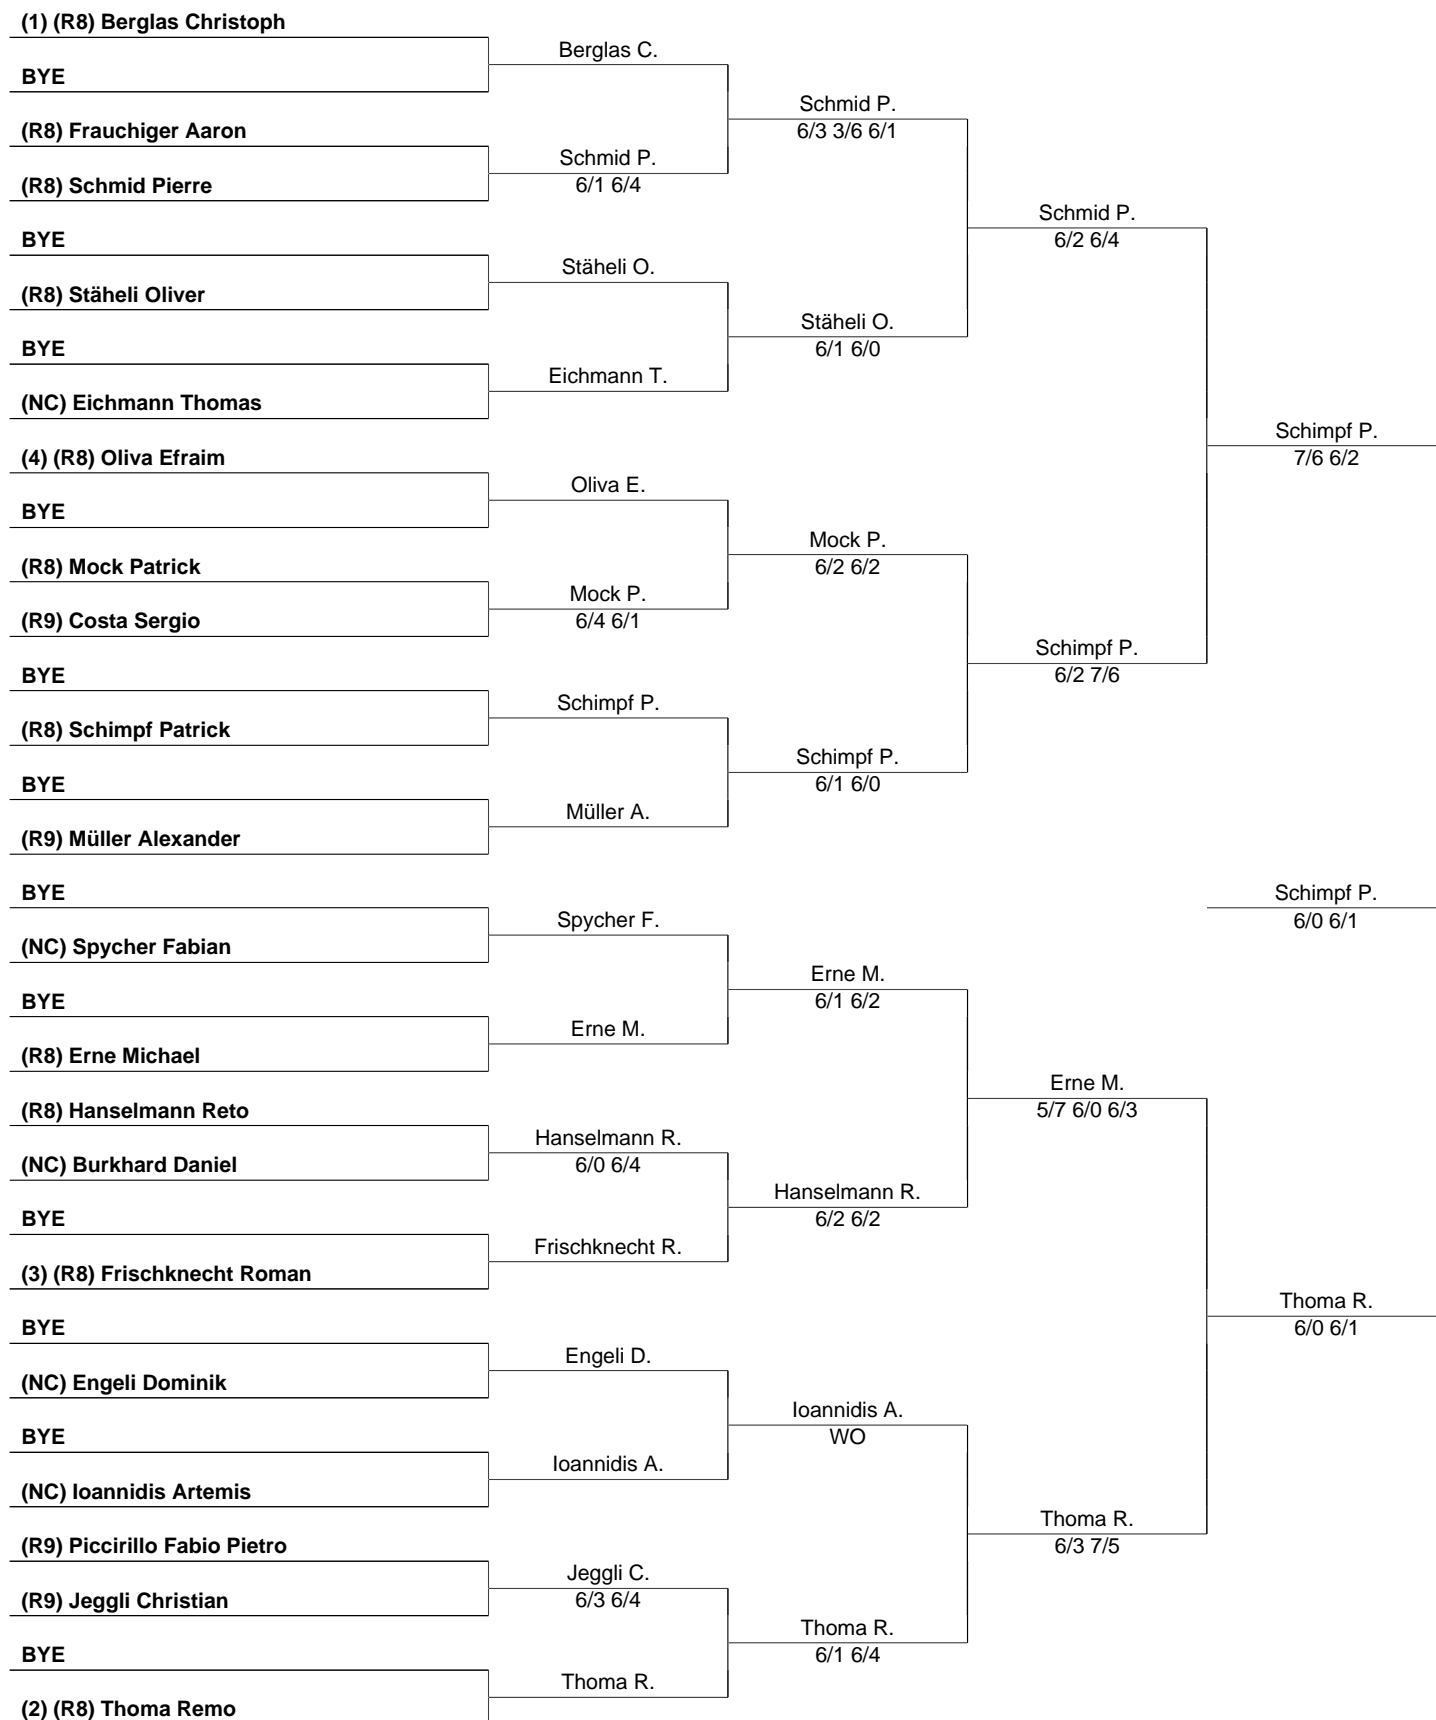 (1) (R8) Berglas Christoph
BYE
(R8) Frauchiger Aaron
(R8) Schmid Pierre
BYE
(R8) Stäheli Oliver
BYE
(NC) Eichmann Thomas
(4) (R8) Oliva Efraim
BYE
(R8) Mock Patrick
(R9) Costa Sergio
BYE
(R8) Schimpf Patrick
BYE
(R9) Müller Alexander
BYE
(NC) Spycher Fabian
BYE
(R8) Erne Michael
(R8) Hanselmann Reto
(NC) Burkhard Daniel
BYE
(3) (R8) Frischknecht Roman
BYE
(NC) Engeli Dominik
BYE
(NC) Ioannidis Artemis
(R9) Piccirillo Fabio Pietro
(R9) Jeggli Christian
BYE
(2) (R8) Thoma Remo
Berglas C.
Schmid P.
6/1 6/4
Stäheli O.
Eichmann T.
Oliva E.
Mock P.
6/4 6/1
Schimpf P.
Müller A.
Spycher F.
Erne M.
Hanselmann R.
6/0 6/4
Frischknecht R.
Engeli D.
Ioannidis A.
Jeggli C.
6/3 6/4
Thoma R.
Schmid P.
6/3 3/6 6/1
Stäheli O.
6/1 6/0
Mock P.
6/2 6/2
Schimpf P.
6/1 6/0
Erne M.
6/1 6/2
Hanselmann R.
6/2 6/2
Ioannidis A.
WO
Thoma R.
6/1 6/4
Schmid P.
6/2 6/4
Schimpf P.
6/2 7/6
Erne M.
5/7 6/0 6/3
Thoma R.
6/3 7/5
Schimpf P.
7/6 6/2
Schimpf P.
6/0 6/1
Thoma R.
6/0 6/1